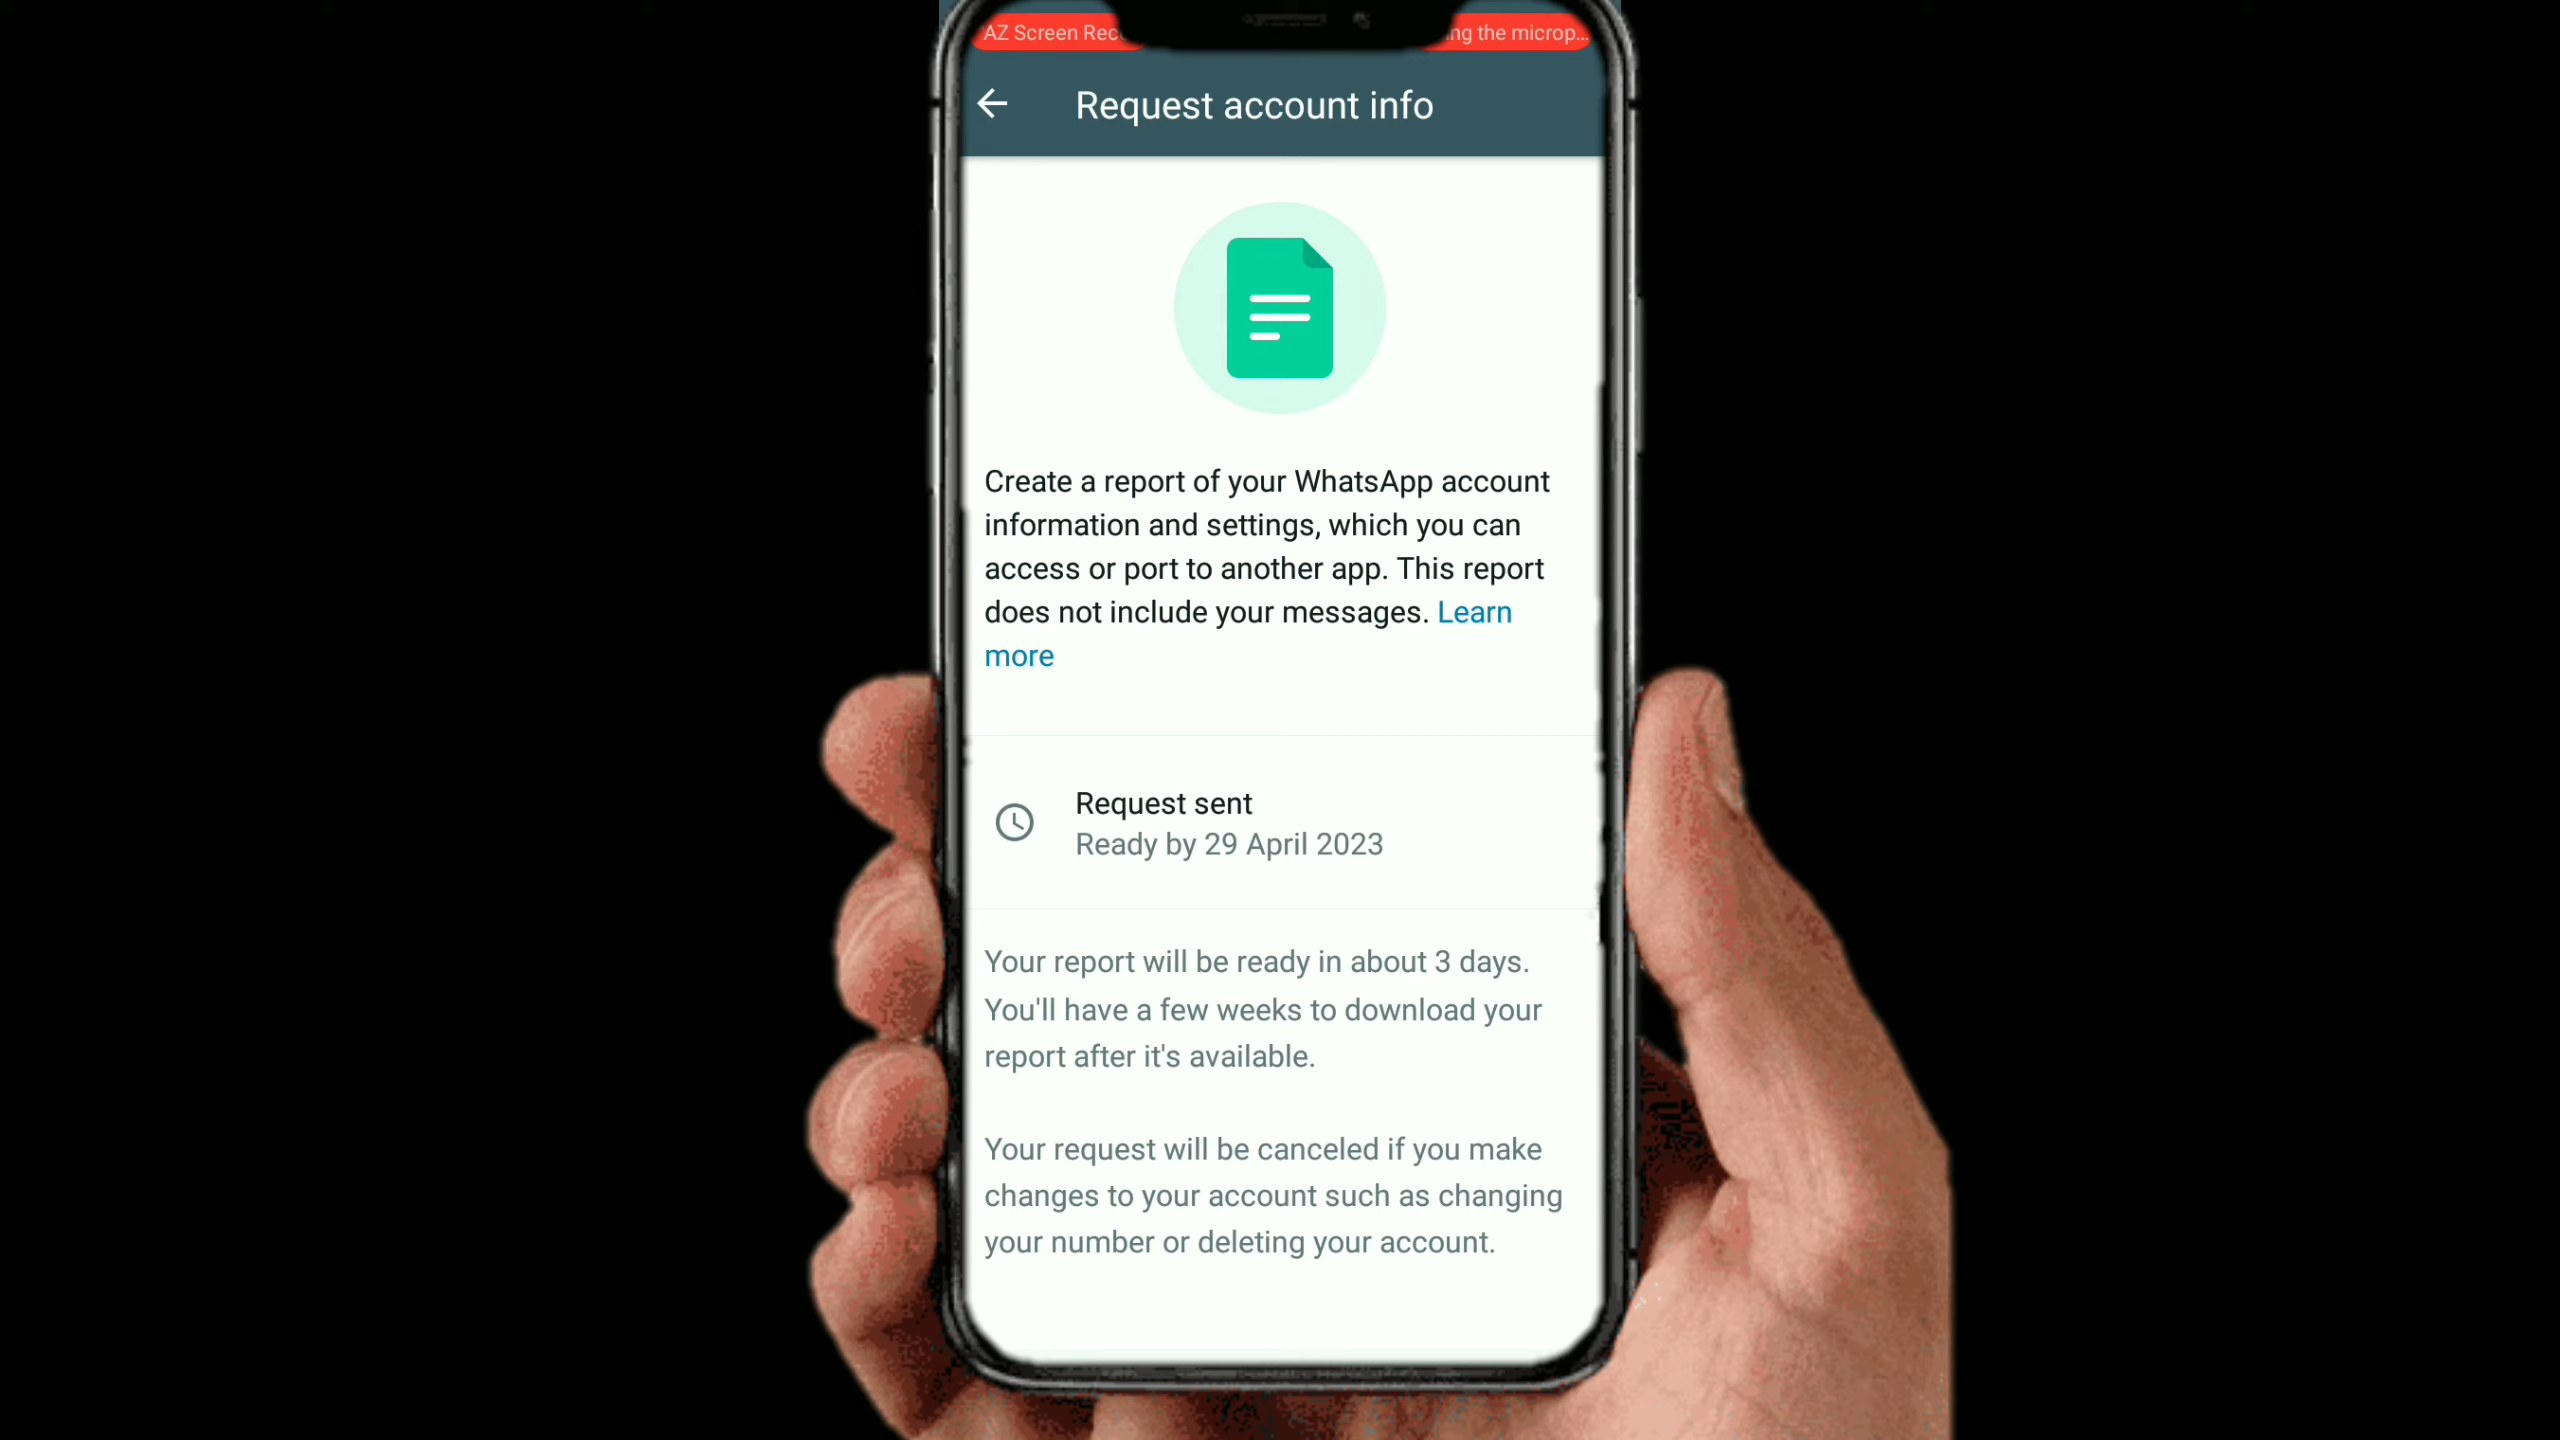 AZ Screen Rec
ng the microp...
Request account info
Create a report of your WhatsApp account
information and settings, which you can
access or port to another app. This report
does not include your messages. Learn
more
Request sent
Ready by 29 April 2023
Your report will be ready in about 3 days.
You'll have a few weeks to download your
report after it's available.
Your request will be canceled if you make
changes to your account such as changing
your number or deleting your account.